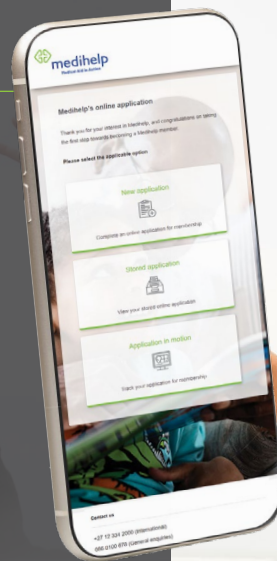 medihelp
Medical Aid in Action
Medihelp's online application
Thank you for your interest in Medihelp, and congratulations on taking
the first step towards becoming a Medihelp member.
Please select the applicable option
New application
Complete an online application for membership
Stored application
View your stored online application
Application in motion
Track your application for membership
Contact us
+27 12 334 2000 (International)
086 0100 678 (General enquiries)